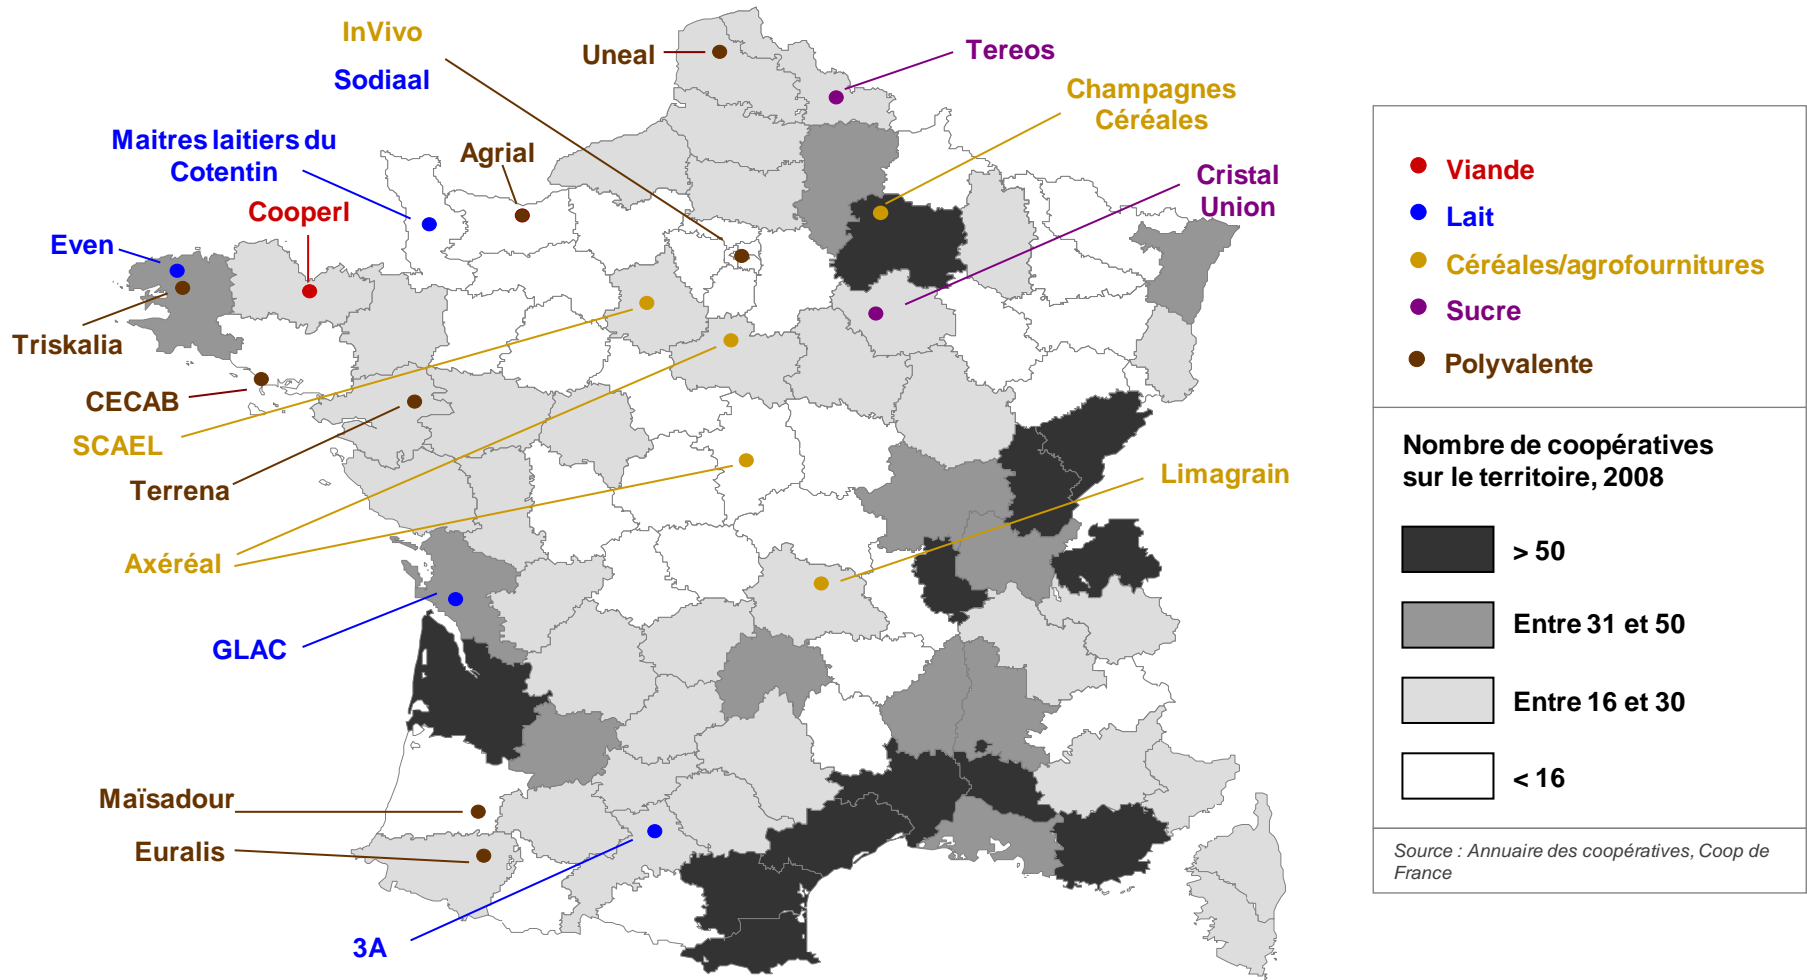 InVivo
Sodiaal
Uneal
Tereos
Champagnes
Céréales
Maitres laitiers du
Cotentin
Agrial
Cristal
Union
Cooperl
Even
Triskalia
CECAB
SCAEL
Terrena
Limagrain
Axéréal
GLAC
Maïsadour
Euralis
3A
Viande
Lait
Céréales/agrofournitures
Sucre
Polyvalente
Nombre de coopératives
sur le territoire, 2008
> 50
Entre 31 et 50
Entre 16 et 30
< 16
Source : Annuaire des coopératives, Coop de
France